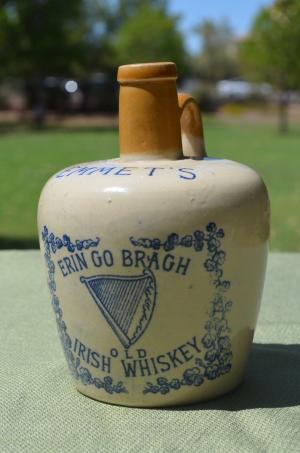 EMMET'S
ERIN GO BRAGH
OLD
IRISH WHISKEY